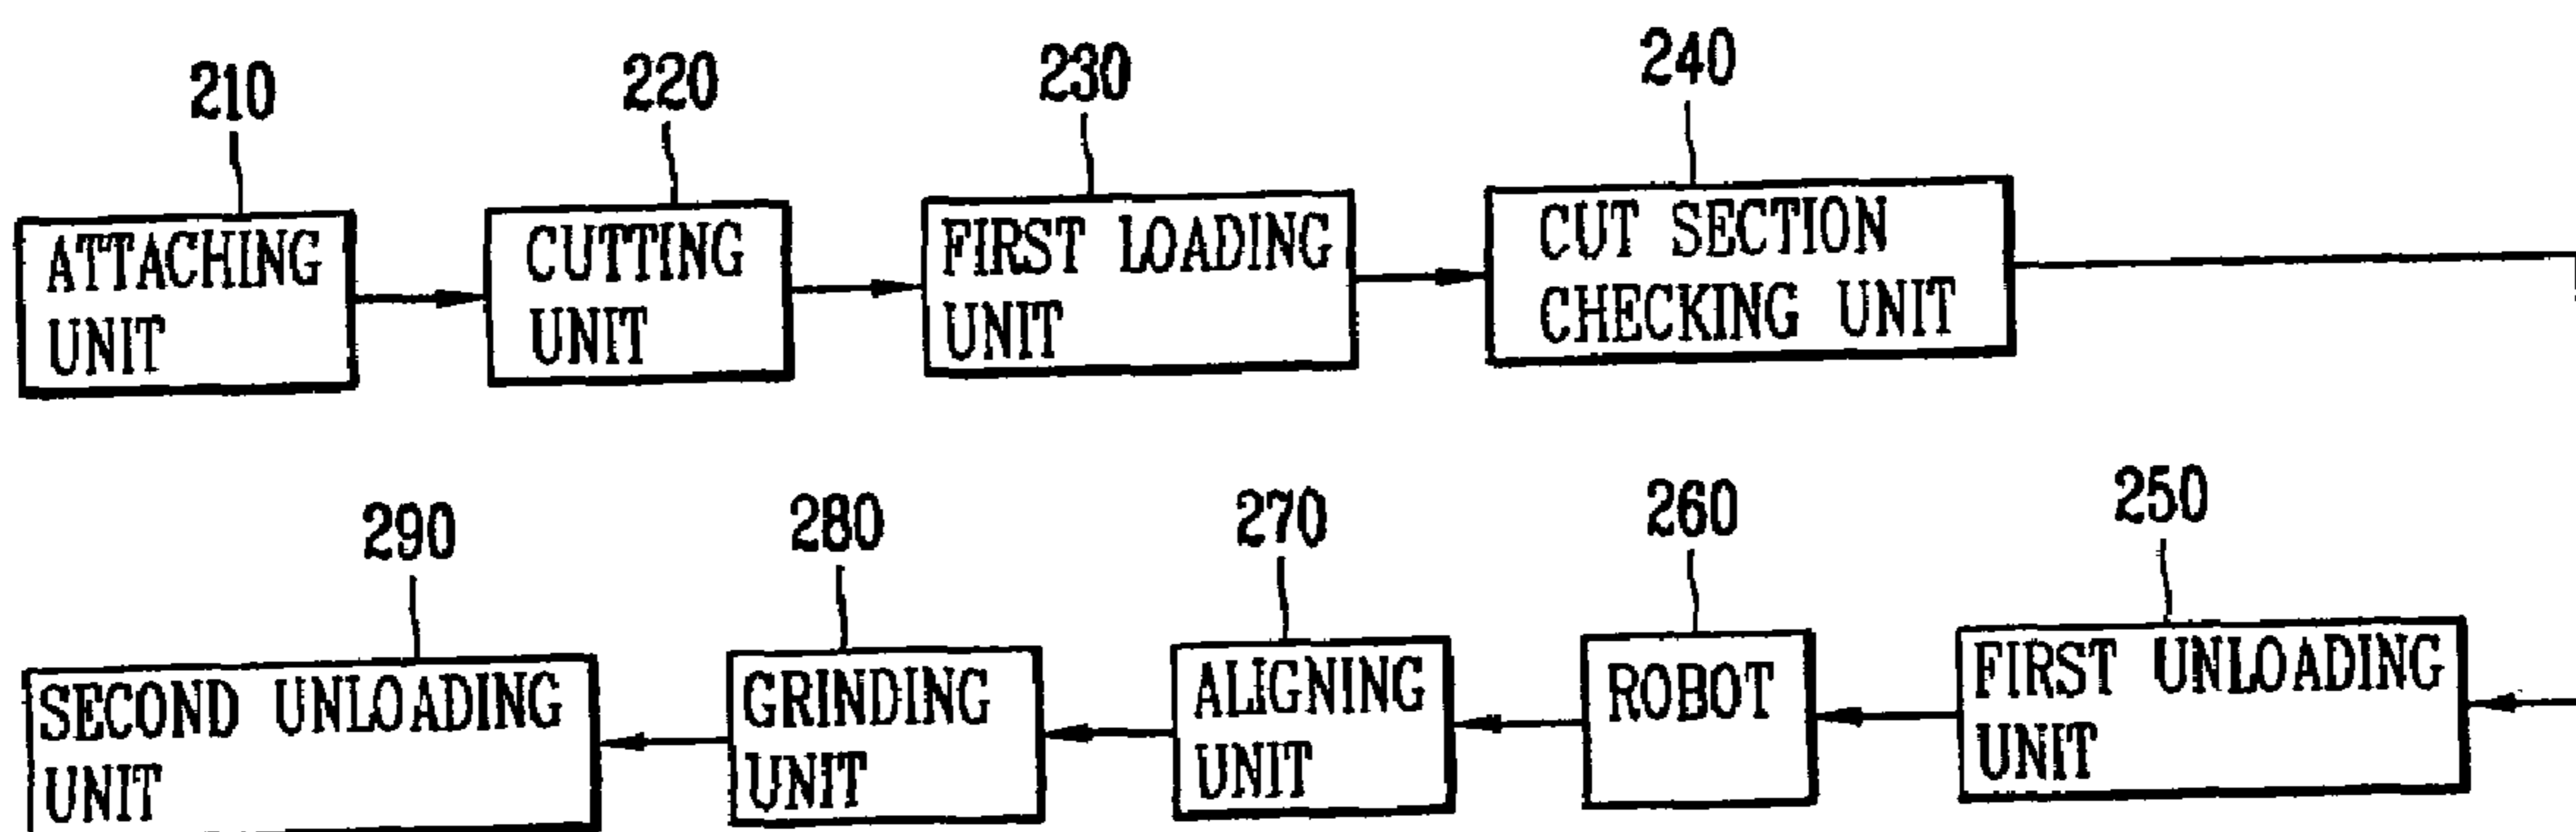 210
220
230
240
ATTACHING
UNIT
CUTTING
UNIT
FIRST LOADING
UNIT
CUT SECTION
CHECKING UNIT
290
280
270
260
250
SECOND UNLOADING
UNIT
GRINDING
UNIT
ALIGNING
UNIT
ROBOT
FIRST UNLOADING
UNIT